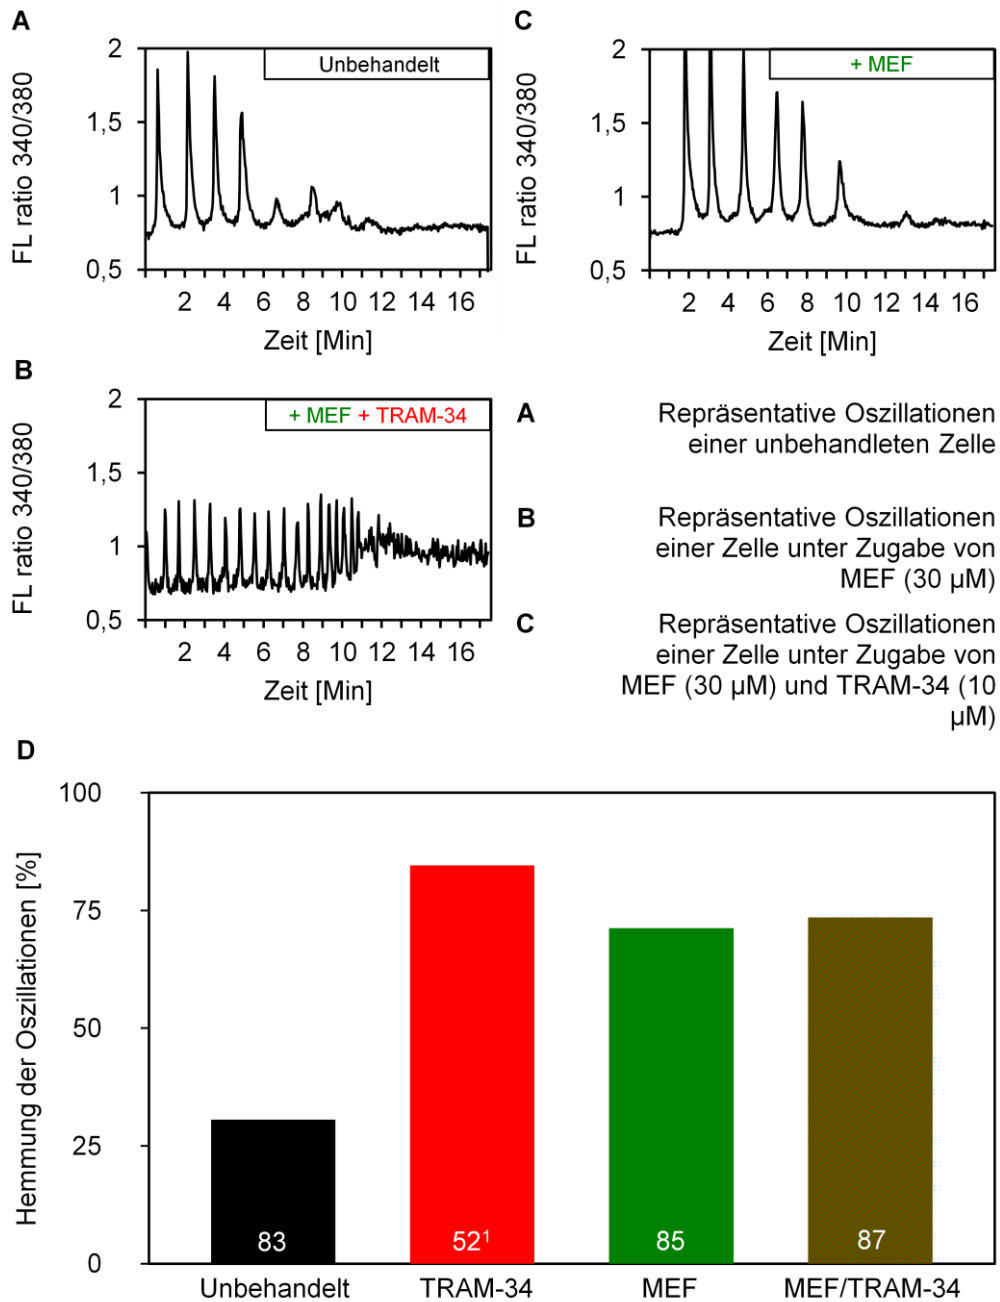 A
FL ratio 340/380
2
1,5
1
0,5
Unbehandelt
2 4 6 8 10 12 14 16
Zeit [Min]
C
FL ratio 340/380
2
1,5
1
0,5
+ MEF
2 4 6 8 10 12 14 16
Zeit [Min]
B
FL ratio 340/380
2
1,5
1
0,5
+ MEF + TRAM-34
2 4 6 8 10 12 14 16
Zeit [Min]
A Repräsentative Oszillationen
einer unbehandleten Zelle
B Repräsentative Oszillationen
einer Zelle unter Zugabe von
MEF (30 µM)
C Repräsentative Oszillationen
einer Zelle unter Zugabe von
MEF (30 µM) und TRAM-34 (10
µM)
D
Hemmung der Oszillationen [%]
100
75
50
25
0
83 52¹ 85 87
Unbehandelt TRAM-34 MEF MEF/TRAM-34